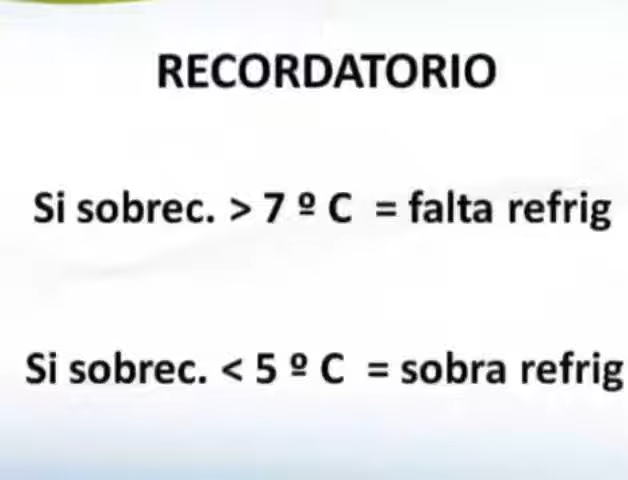 RECORDATORIO
Si sobrec. > 7 º C = falta refrig
Si sobrec. < 5 º C = sobra refrig